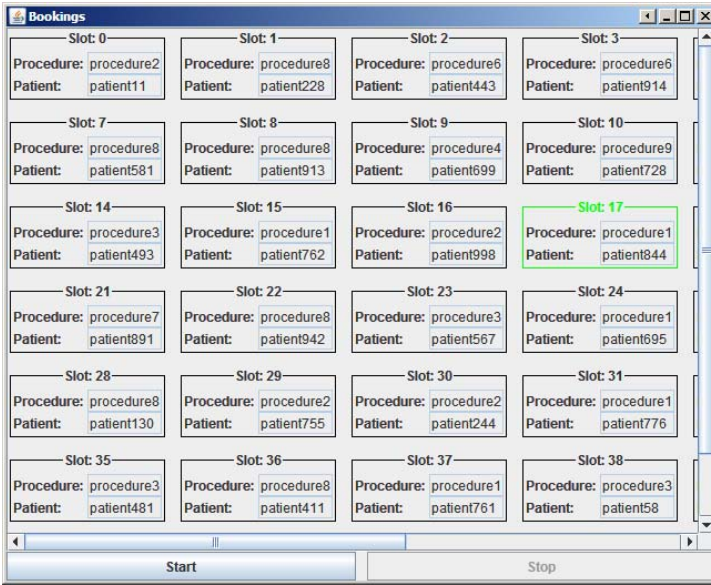 Bookings
Slot: 0 Slot: 1 Slot: 2 Slot: 3
Procedure: procedure2 Procedure: procedure8 Procedure: procedure6 Procedure: procedure6
Patient: patient11 Patient: patient228 Patient: patient443 Patient: patient914
Slot: 7 Slot: 8 Slot: 9 Slot: 10
Procedure: procedure8 Procedure: procedure8 Procedure: procedure4 Procedure: procedure9
Patient: patient581 Patient: patient913 Patient: patient699 Patient: patient728
Slot: 14 Slot: 15 Slot: 16 Slot: 17
Procedure: procedure3 Procedure: procedure1 Procedure: procedure2 Procedure: procedure1
Patient: patient493 Patient: patient762 Patient: patient998 Patient: patient844
Slot: 21 Slot: 22 Slot: 23 Slot: 24
Procedure: procedure7 Procedure: procedure8 Procedure: procedure3 Procedure: procedure1
Patient: patient891 Patient: patient942 Patient: patient567 Patient: patient695
Slot: 28 Slot: 29 Slot: 30 Slot: 31
Procedure: procedure8 Procedure: procedure2 Procedure: procedure2 Procedure: procedure1
Patient: patient130 Patient: patient755 Patient: patient244 Patient: patient776
Slot: 35 Slot: 36 Slot: 37 Slot: 38
Procedure: procedure3 Procedure: procedure8 Procedure: procedure1 Procedure: procedure3
Patient: patient481 Patient: patient411 Patient: patient761 Patient: patient58
Start Stop